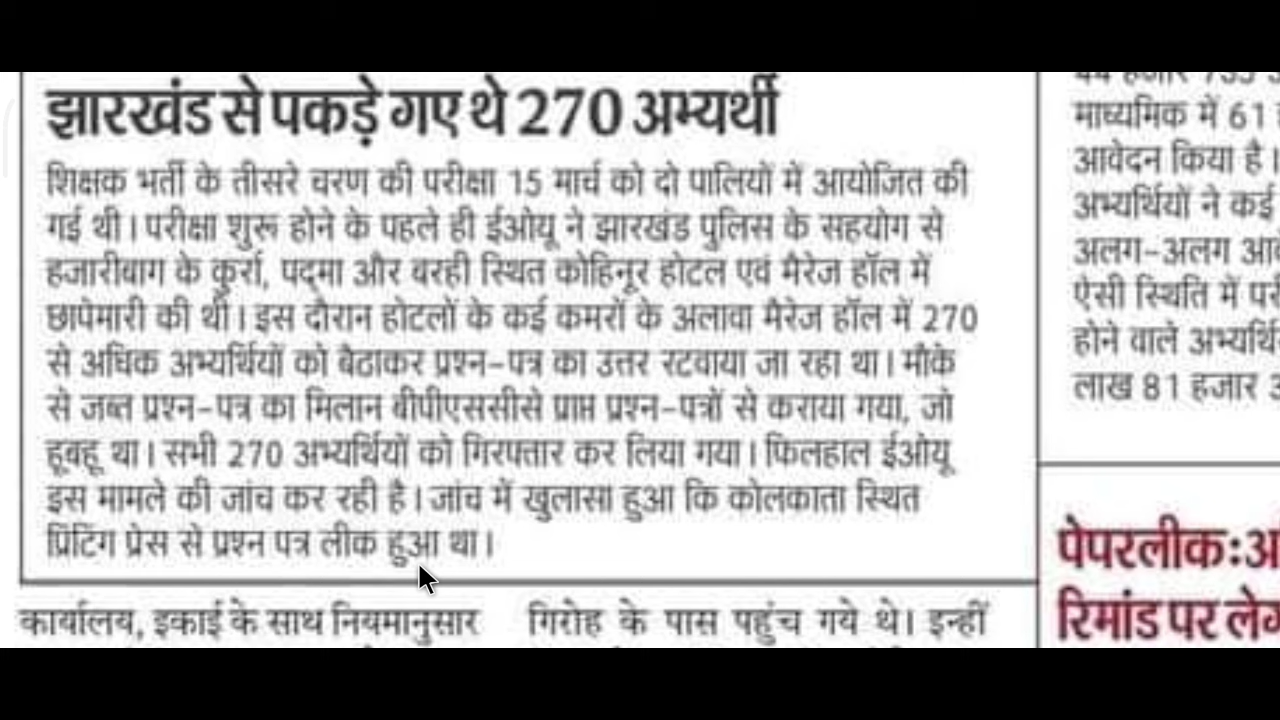 झारखंड से पकड़े गए थे 270 अभ्यर्थी
शिक्षक भर्ती के तीसरे चरण की परीक्षा 15 मार्च को दो पालियों में आयोजित की
गई थी। परीक्षा शुरू होने के पहले ही ईओयू ने झारखंड पुलिस के सहयोग से
हजारीबाग के कुर्रा, पद्मा और बरही स्थित कोहिनूर होटल एवं मैरेज हॉल में
छापेमारी की थी। इस दौरान होटलों के कई कमरों के अलावा मैरेज हॉल में 270
से अधिक अभ्यर्थियों को बैठाकर प्रश्न-पत्र का उत्तर रटवाया जा रहा था। मौके
से जब्त प्रश्न-पत्र का मिलान बीपीएससीसे प्राप्त प्रश्न-पत्रों से कराया गया, जो
हूबहू था। सभी 270 अभ्यर्थियों को गिरफ्तार कर लिया गया। फिलहाल ईओयू
इस मामले की जांच कर रही है। जांच में खुलासा हुआ कि कोलकाता स्थित
प्रिंटिंग प्रेस से प्रश्न पत्र लीक हुआ था।
कार्यालय, इकाई के साथ नियमानुसार
गिरोह के पास पहुंच गये थे। इन्हीं
माध्यमिक में 61
आवेदन किया है।
अभ्यर्थियों ने कई
अलग-अलग
ऐसी स्थिति में
होने वाले
लाख 81 हजार
पेपरलीक:
रिमांड पर